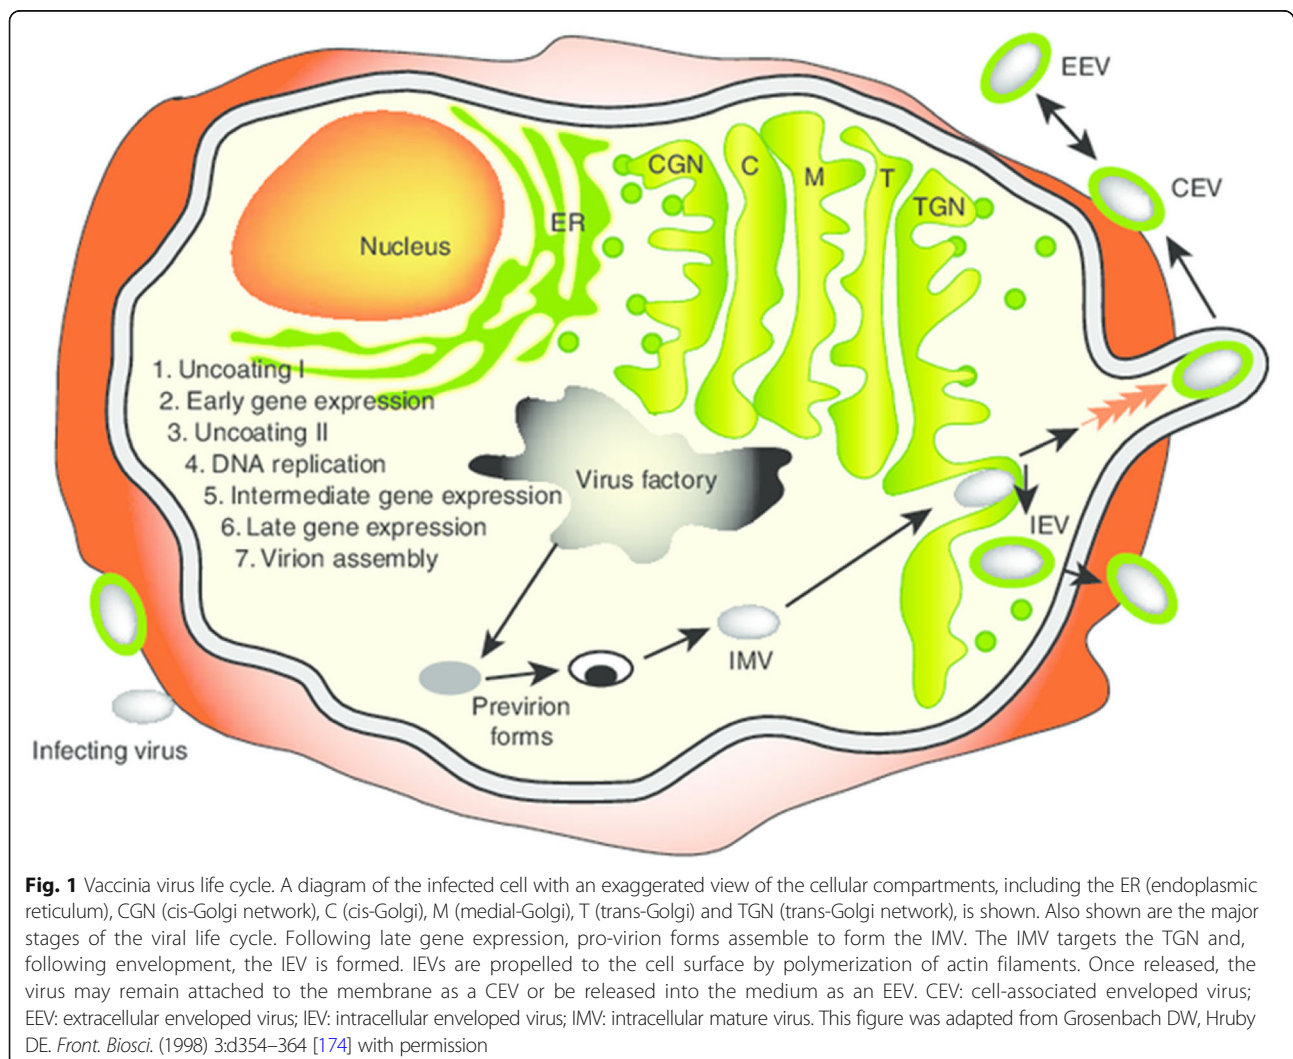 EEV
CEV
CGN
C
M
T
TGN
ER
Nucleus
1. Uncoating I
2. Early gene expression
3. Uncoating II
4. DNA replication
5. Intermediate gene expression
6. Late gene expression
7. Virion assembly
Virus factory
IEV
IMV
Previrion
forms
Infecting virus
Fig. 1 Vaccinia virus life cycle. A diagram of the infected cell with an exaggerated view of the cellular compartments, including the ER (endoplasmic
reticulum), CGN (cis-Golgi network), C (cis-Golgi), M (medial-Golgi), T (trans-Golgi) and TGN (trans-Golgi network), is shown. Also shown are the major
stages of the viral life cycle. Following late gene expression, pro-virion forms assemble to form the IMV. The IMV targets the TGN and,
following envelopment, the IEV is formed. IEVs are propelled to the cell surface by polymerization of actin filaments. Once released, the
virus may remain attached to the membrane as a CEV or be released into the medium as an EEV. CEV: cell-associated enveloped virus;
EEV: extracellular enveloped virus; IEV: intracellular enveloped virus; IMV: intracellular mature virus. This figure was adapted from Grosenbach DW, Hruby
DE. Front. Biosci. (1998) 3:d354–364 [174] with permission